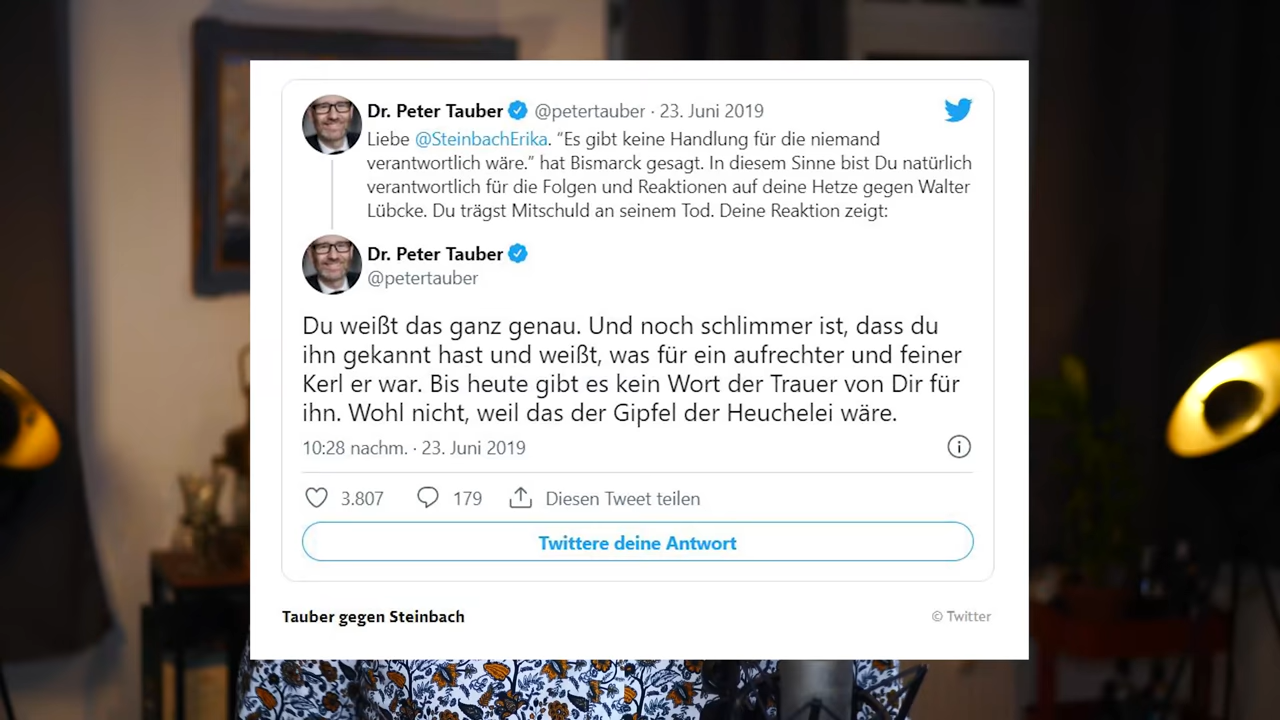 Dr. Peter Tauber @petertauber · 23. Juni 2019
Liebe @SteinbachErika. "Es gibt keine Handlung für die niemand
verantwortlich wäre." hat Bismarck gesagt. In diesem Sinne bist Du natürlich
verantwortlich für die Folgen und Reaktionen auf deine Hetze gegen Walter
Lübcke. Du trägst Mitschuld an seinem Tod. Deine Reaktion zeigt:
Dr. Peter Tauber
@petertauber
Du weißt das ganz genau. Und noch schlimmer ist, dass du
ihn gekannt hast und weißt, was für ein aufrechter und feiner
Kerl er war. Bis heute gibt es kein Wort der Trauer von Dir für
ihn. Wohl nicht, weil das der Gipfel der Heuchelei wäre.
10:28 nachm. · 23. Juni 2019
3.807 179 Diesen Tweet teilen
Twittere deine Antwort
Tauber gegen Steinbach © Twitter